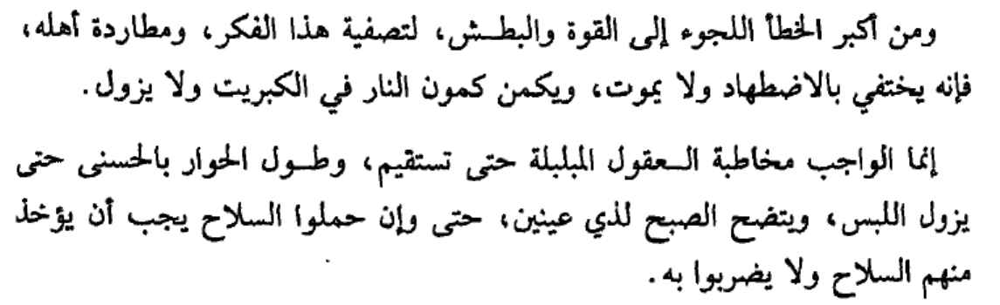 ومن أكبر الخطأ اللجوء إلى القوة والبطش، لتصفية هذا الفكر، ومطاردة أهله،
فإنه يختفي بالاضطهاد ولا يموت، ويكمن كمون النار في الكبريت ولا يزول.
إنما الواجب مخاطبة العقول المبلبلة حتى تستقيم، وطول الحوار بالحسنى حتى
يزول اللبس، ويتضح الصبح لذي عينين، حتى وإن حملوا السلاح يجب أن يؤخذ
منهم السلاح ولا يضربوا به.